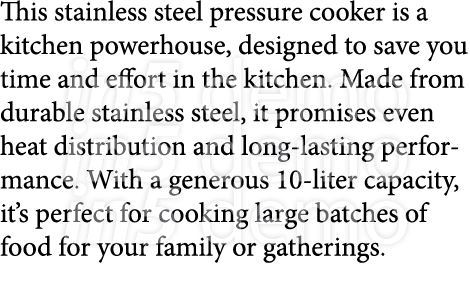 This stainless steel pressure cooker is a
kitchen powerhouse, designed to save you
time and effort in the kitchen. Made from
durable stainless steel, it promises even
heat distribution and long-lasting perfor-
mance. With a generous 10-liter capacity,
it’s perfect for cooking large batches of
food for your family or gatherings.